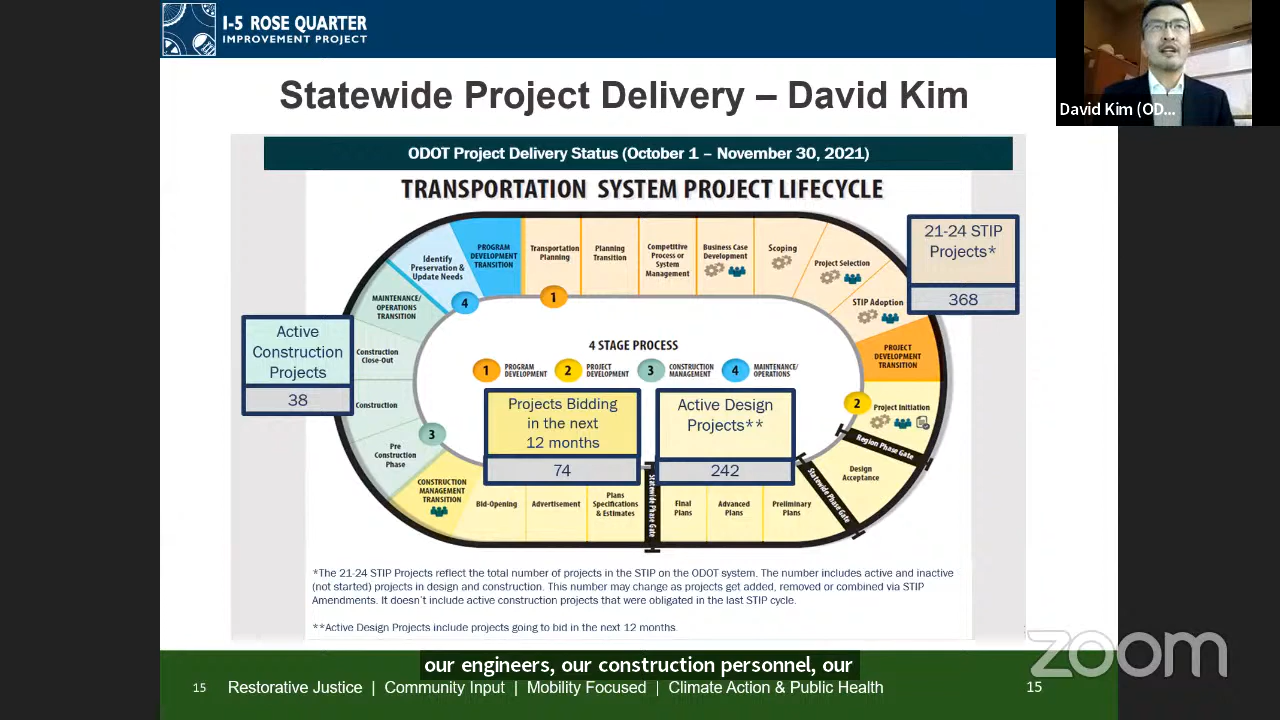 I-5 ROSE QUARTER
IMPROVEMENT PROJECT
Statewide Project Delivery – David Kim
David Kim (OD...
ODOT Project Delivery Status (October 1 – November 30, 2021)
TRANSPORTATION SYSTEM PROJECT LIFECYCLE
Identify
Preservation &
Update Needs
PROGRAM
DEVELOPMENT
TRANSITION
Transportation
Planning
Planning
Transition
Competitive
Process or
System
Management
Business Case
Development
Scoping
Project Selection
STIP Adoption
21-24 STIP
Projects*
368
PROJECT
DEVELOPMENT
TRANSITION
MAINTENANCE/
OPERATIONS
TRANSITION
4
1
Active
Construction
Projects
38
Construction
Close-Out
Construction
3
Pre
Construction
Phase
CONSTRUCTION
MANAGEMENT
TRANSITION
4 STAGE PROCESS
1 PROGRAM
DEVELOPMENT
2 PROJECT
DEVELOPMENT
3 CONSTRUCTION
MANAGEMENT
4 MAINTENANCE/
OPERATIONS
Projects Bidding
in the next
12 months
74
Active Design
Projects**
242
2
Project Initiation
Region Phase Gate
Design
Acceptance
Statewide Phase Gate
Bid-Opening
Advertisement
Plans
Specifications
& Estimates
Statewide Phase Gate
Final
Plans
Advanced
Plans
Preliminary
Plans
*The 21-24 STIP Projects reflect the total number of projects in the STIP on the ODOT system. The number includes active and inactive
(not started) projects in design and construction. This number may change as projects get added, removed or combined via STIP
Amendments. It doesn't include active construction projects that were obligated in the last STIP cycle.
**Active Design Projects include projects going to bid in the next 12 months.
zoom
our engineers, our construction personnel, our
15 Restorative Justice | Community Input | Mobility Focused | Climate Action & Public Health 15